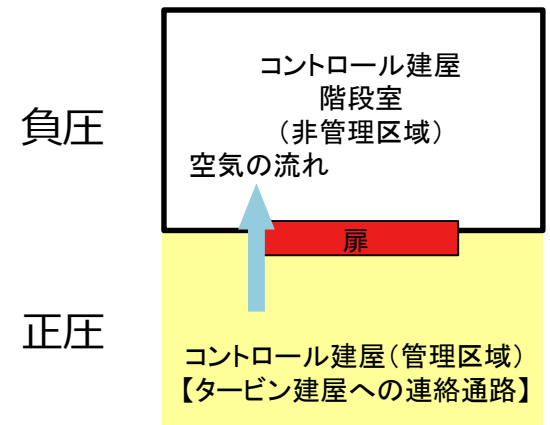 コントロール建屋
階段室
（非管理区域）
負圧
空気の流れ
扉
正圧
コントロール建屋（管理区域）
【タービン建屋への連絡通路】